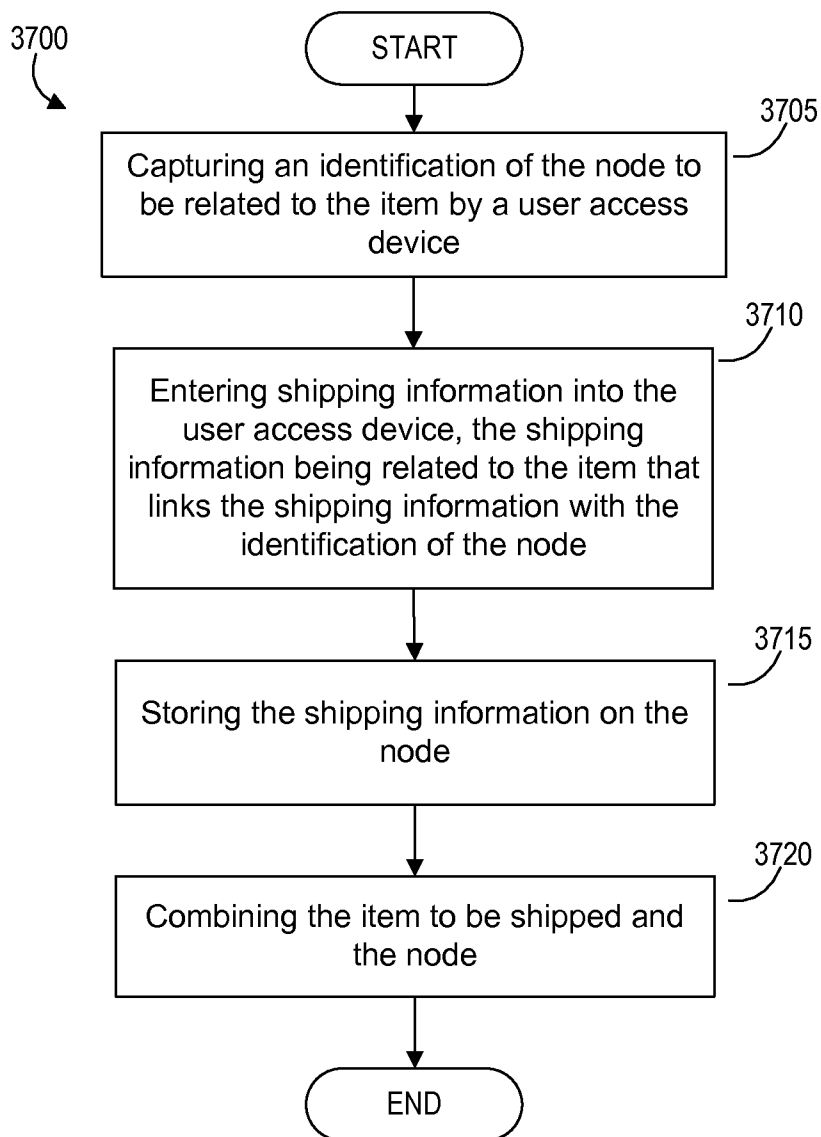 3700
START
3705
Capturing an identification of the node to
be related to the item by a user access
device
3710
Entering shipping information into the
user access device, the shipping
information being related to the item that
links the shipping information with the
identification of the node
3715
Storing the shipping information on the
node
3720
Combining the item to be shipped and
the node
END